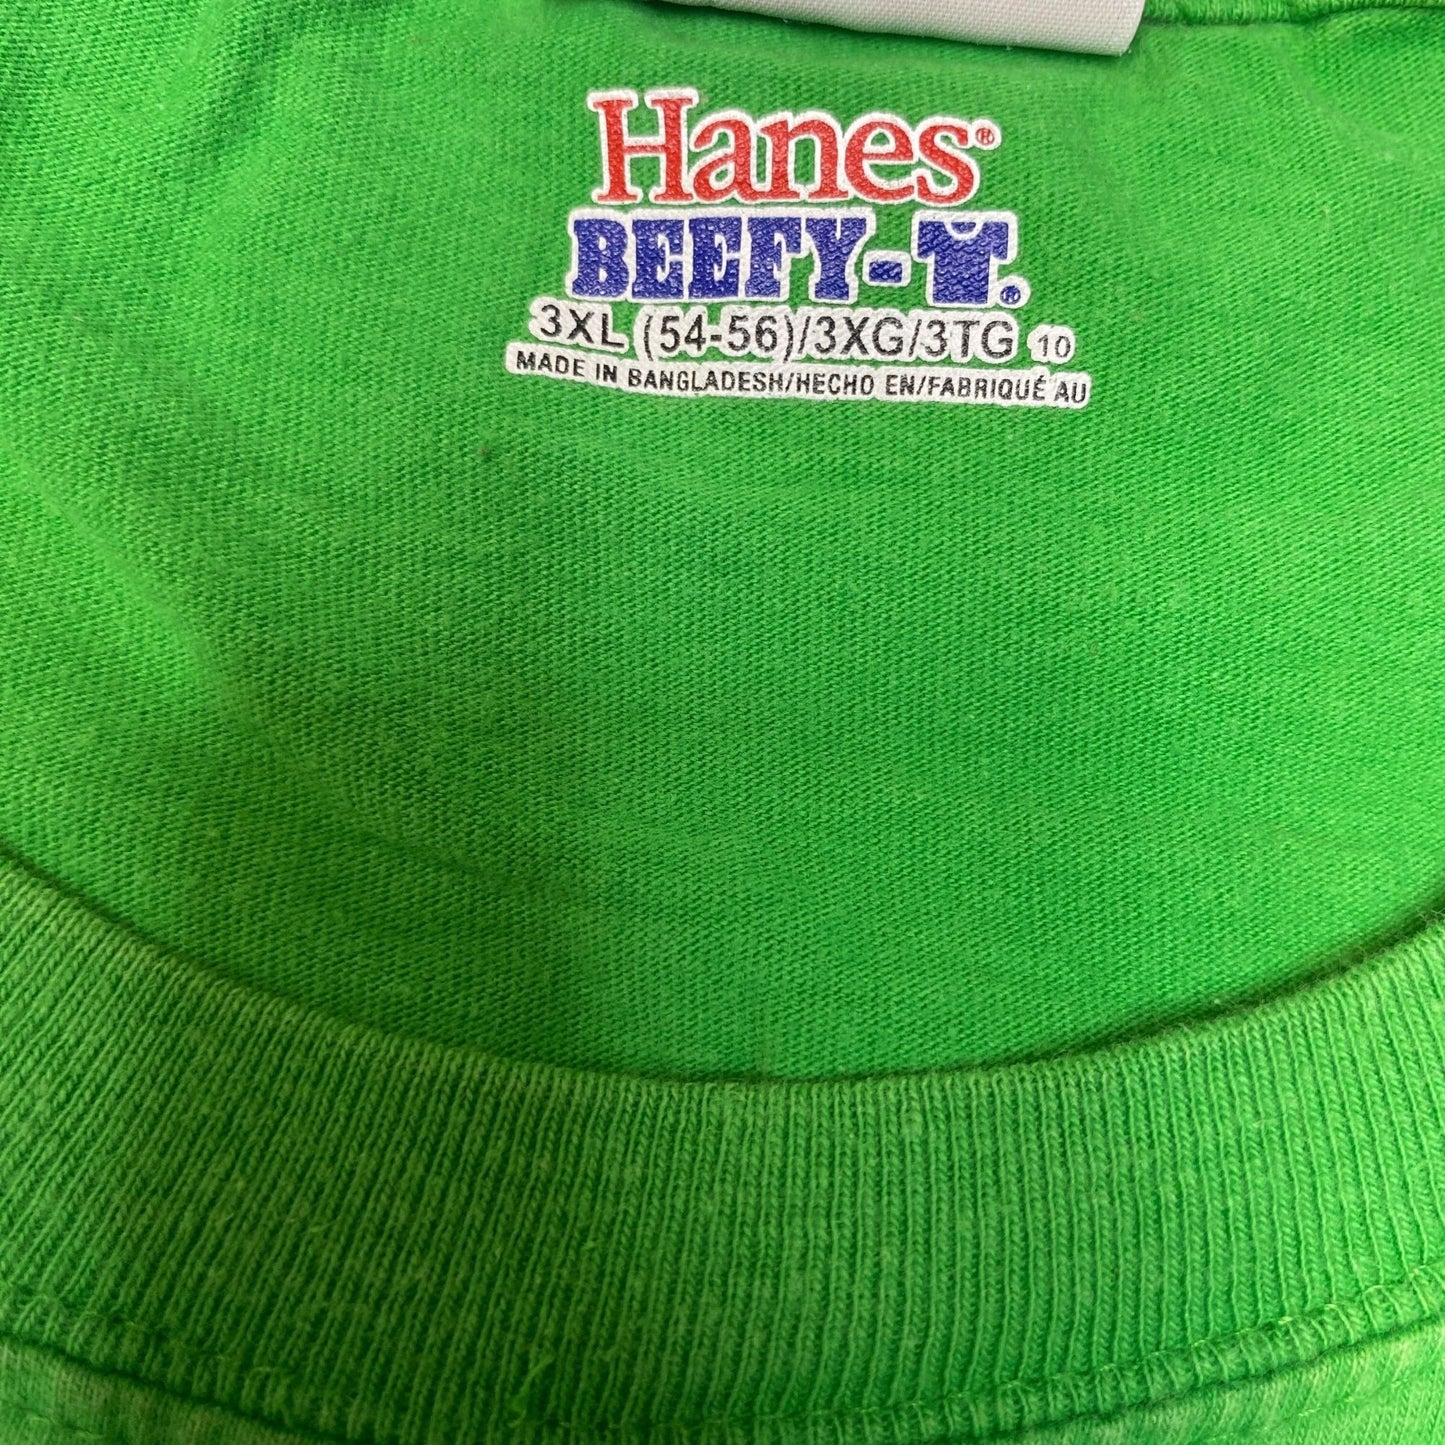 Hanes®
BEEFY-T®
3XL (54-56)/3XG/3TG 10
MADE IN BANGLADESH/HECHO EN/FABRIQUÉ AU